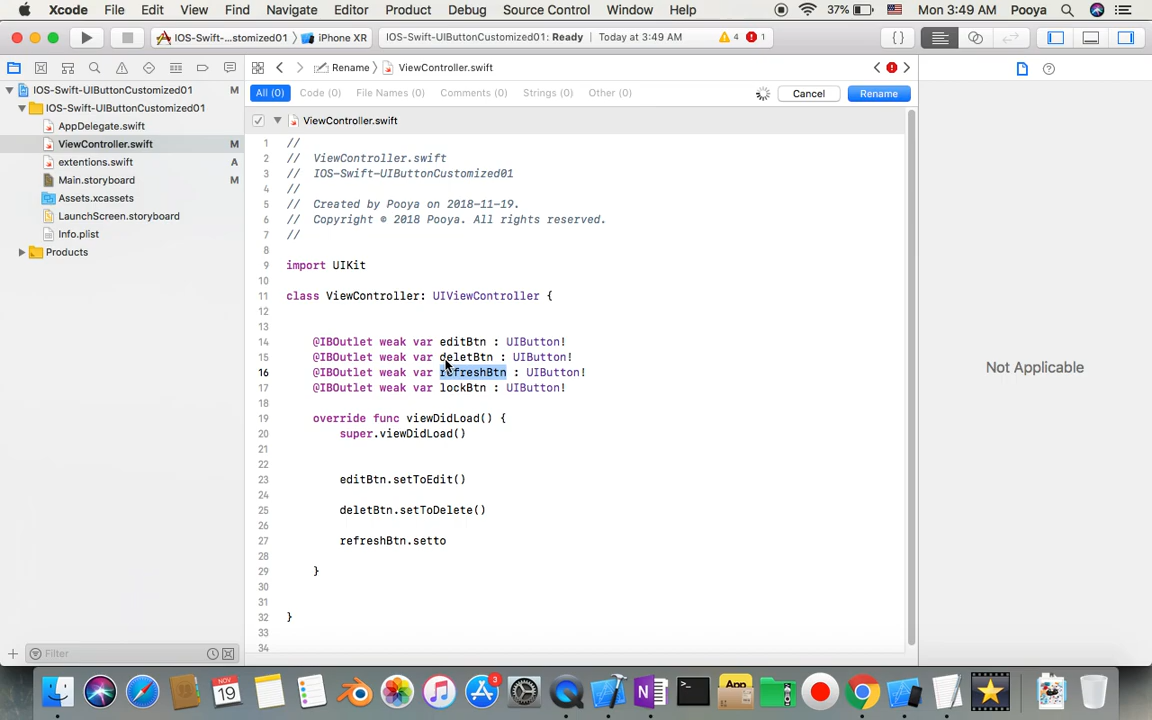 Xcode File Edit View Find Navigate Editor Product Debug Source Control Window Help 37% Mon 3:49 AM Pooya
IOS-Swift-...stomized01 iPhone XR IOS-Swift-UIButtonCustomized01: Ready Today at 3:49 AM 4 1 { }
Rename ViewController.swift
All (0) Code (0) File Names (0) Comments (0) Strings (0) Other (0) Cancel Rename
IOS-Swift-UIButtonCustomized01 M
IOS-Swift-UIButtonCustomized01
AppDelegate.swift
ViewController.swift M
extentions.swift A
Main.storyboard M
Assets.xcassets
LaunchScreen.storyboard
Info.plist
Products
ViewController.swift
1 //
2 // ViewController.swift
3 // IOS-Swift-UIButtonCustomized01
4 //
5 // Created by Pooya on 2018-11-19.
6 // Copyright © 2018 Pooya. All rights reserved.
7 //
8
9 import UIKit
10
11 class ViewController: UIViewController {
12
13
14 @IBOutlet weak var editBtn : UIButton!
15 @IBOutlet weak var deletBtn : UIButton!
16 @IBOutlet weak var refreshBtn : UIButton!
17 @IBOutlet weak var lockBtn : UIButton!
18
19 override func viewDidLoad() {
20 super.viewDidLoad()
21
22
23 editBtn.setToEdit()
24
25 deletBtn.setToDelete()
26
27 refreshBtn.setto
28
29 }
30
31
32 }
33
34
Not Applicable
Filter
NOV
19
3